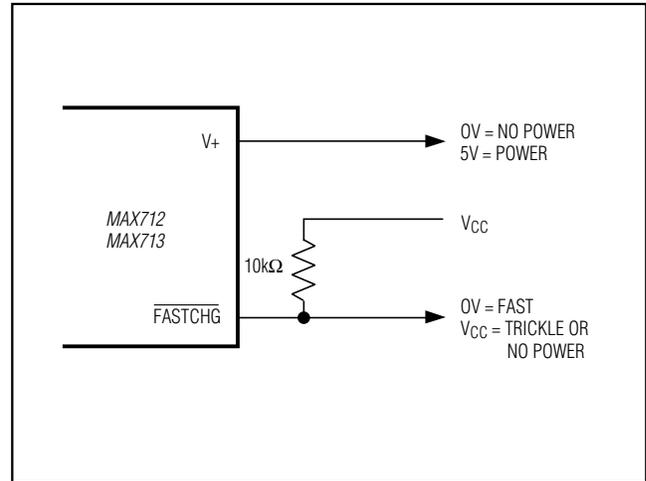 V+
0V = NO POWER
5V = POWER
MAX712
MAX713
VCC
10kΩ
FASTCHG
0V = FAST
VCC = TRICKLE OR
NO POWER